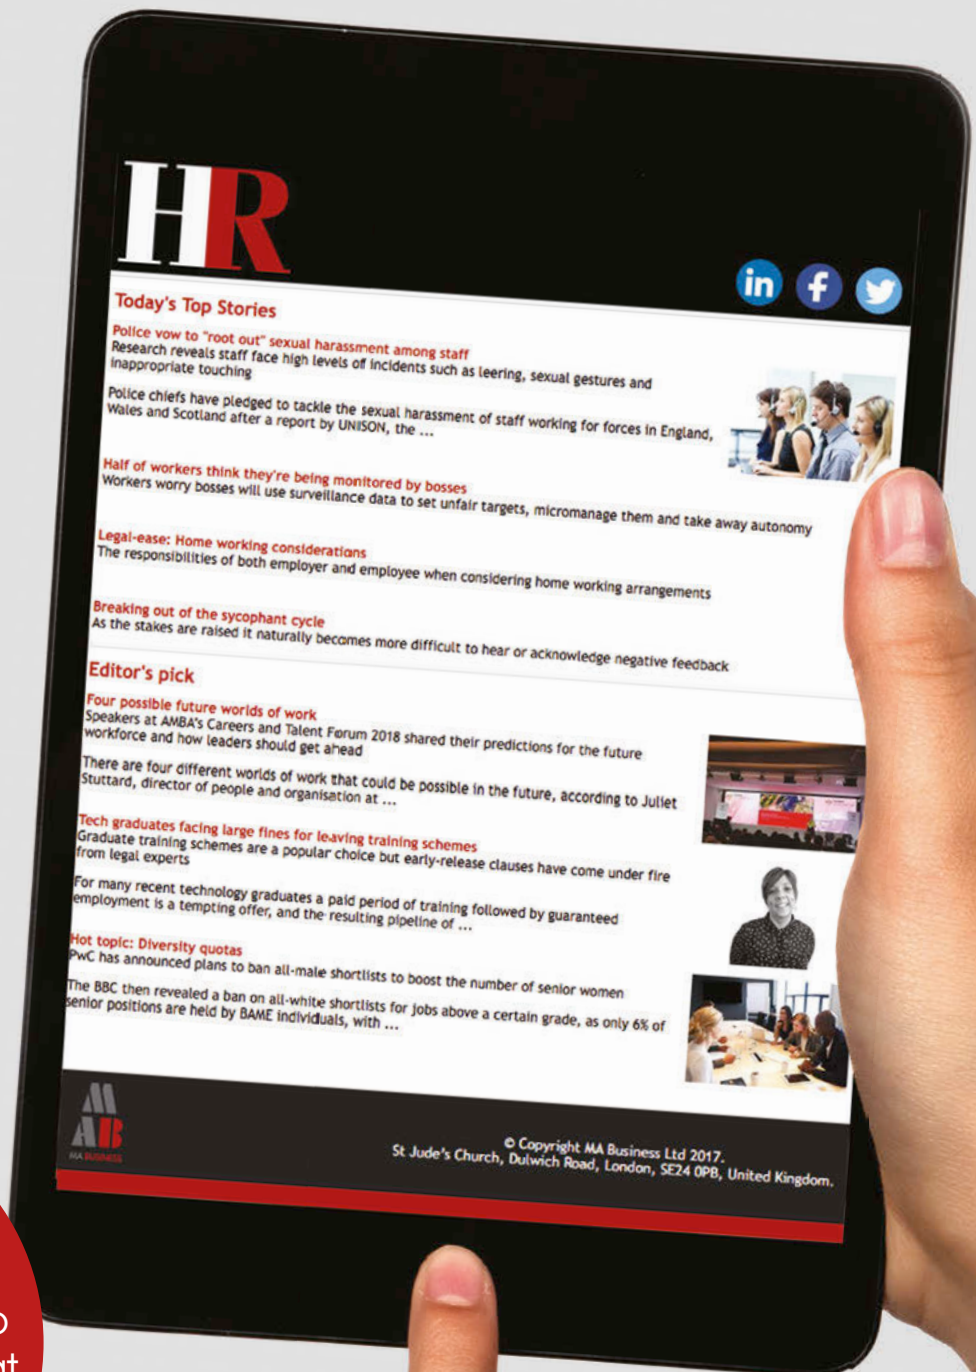 HR
in f
Today's Top Stories
Police vow to "root out" sexual harassment among staff
Research reveals staff face high levels of incidents such as leering, sexual gestures and
inappropriate touching
Police chiefs have pledged to tackle the sexual harassment of staff working for forces in England,
Wales and Scotland after a report by UNISON, the ...
Half of workers think they're being monitored by bosses
Workers worry bosses will use surveillance data to set unfair targets, micromanage them and take away autonomy
Legal-ease: Home working considerations
The responsibilities of both employer and employee when considering home working arrangements
Breaking out of the sycophant cycle
As the stakes are raised it naturally becomes more difficult to hear or acknowledge negative feedback
Editor's pick
Four possible future worlds of work
Speakers at AMBA's Careers and Talent Forum 2018 shared their predictions for the future
workforce and how leaders should get ahead
There are four different worlds of work that could be possible in the future, according to Juliet
Stuttard, director of people and organisation at ...
Tech graduates facing large fines for leaving training schemes
Graduate training schemes are a popular choice but early-release clauses have come under fire
from legal experts
For many recent technology graduates a paid period of training followed by guaranteed
employment is a tempting offer, and the resulting pipeline of ...
Hot topic: Diversity quotas
PwC has announced plans to ban all-male shortlists to boost the number of senior women
The BBC then revealed a ban on all-white shortlists for jobs above a certain grade, as only 6% of
senior positions are held by BAME individuals, with ...
MAB
MA BUSINESS
© Copyright MA Business Ltd 2017.
St Jude's Church, Dulwich Road, London, SE24 0PB, United Kingdom.